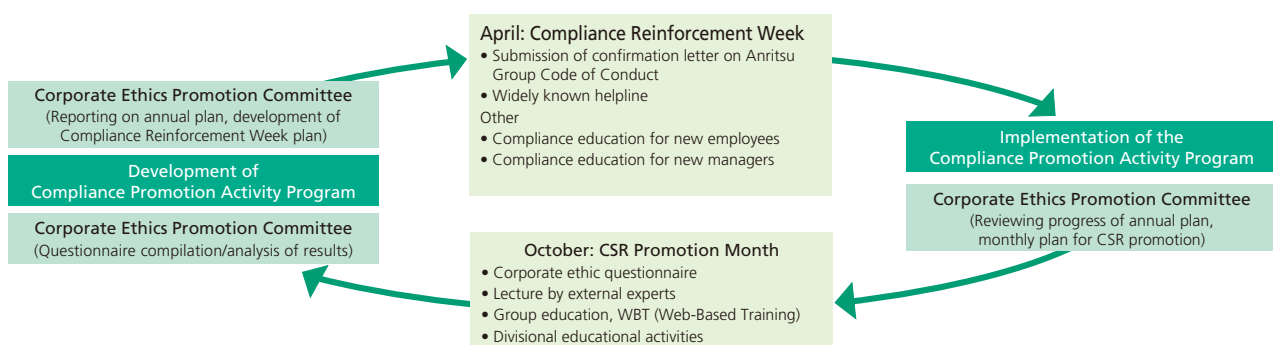 April: Compliance Reinforcement Week
• Submission of confirmation letter on Anritsu
Group Code of Conduct
• Widely known helpline
Other
• Compliance education for new employees
• Compliance education for new managers
Corporate Ethics Promotion Committee
(Reporting on annual plan, development of
Compliance Reinforcement Week plan)
Development of
Compliance Promotion Activity Program
Corporate Ethics Promotion Committee
(Questionnaire compilation/analysis of results)
Implementation of the
Compliance Promotion Activity Program
Corporate Ethics Promotion Committee
(Reviewing progress of annual plan,
monthly plan for CSR promotion)
October: CSR Promotion Month
• Corporate ethic questionnaire
• Lecture by external experts
• Group education, WBT (Web-Based Training)
• Divisional educational activities